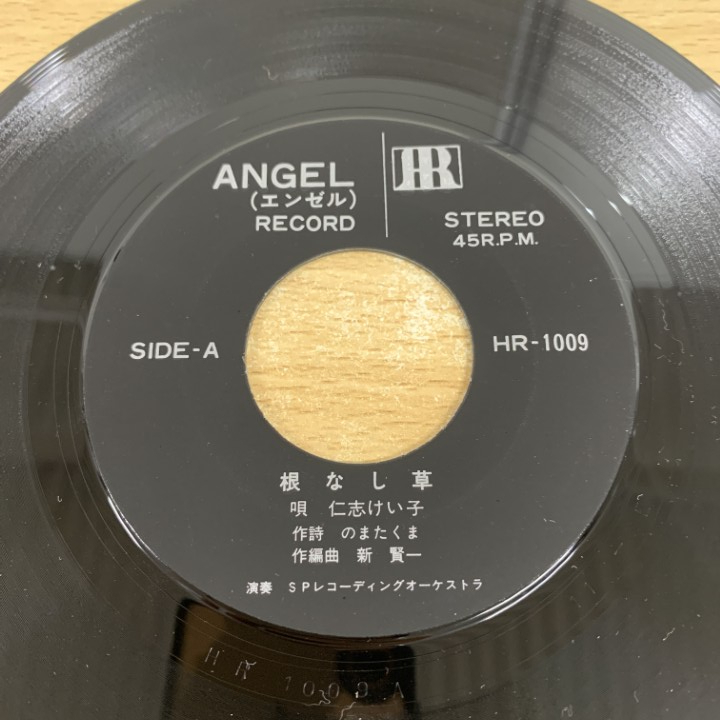 ANGEL
(エンゼル)
RECORD
HR
STEREO
45R.P.M.
SIDE-A
HR-1009
根なし草
唄 仁志けい子
作詩 のまたくま
作編曲 新 賢一
演奏 SPレコーディングオーケストラ
HR 1009 A